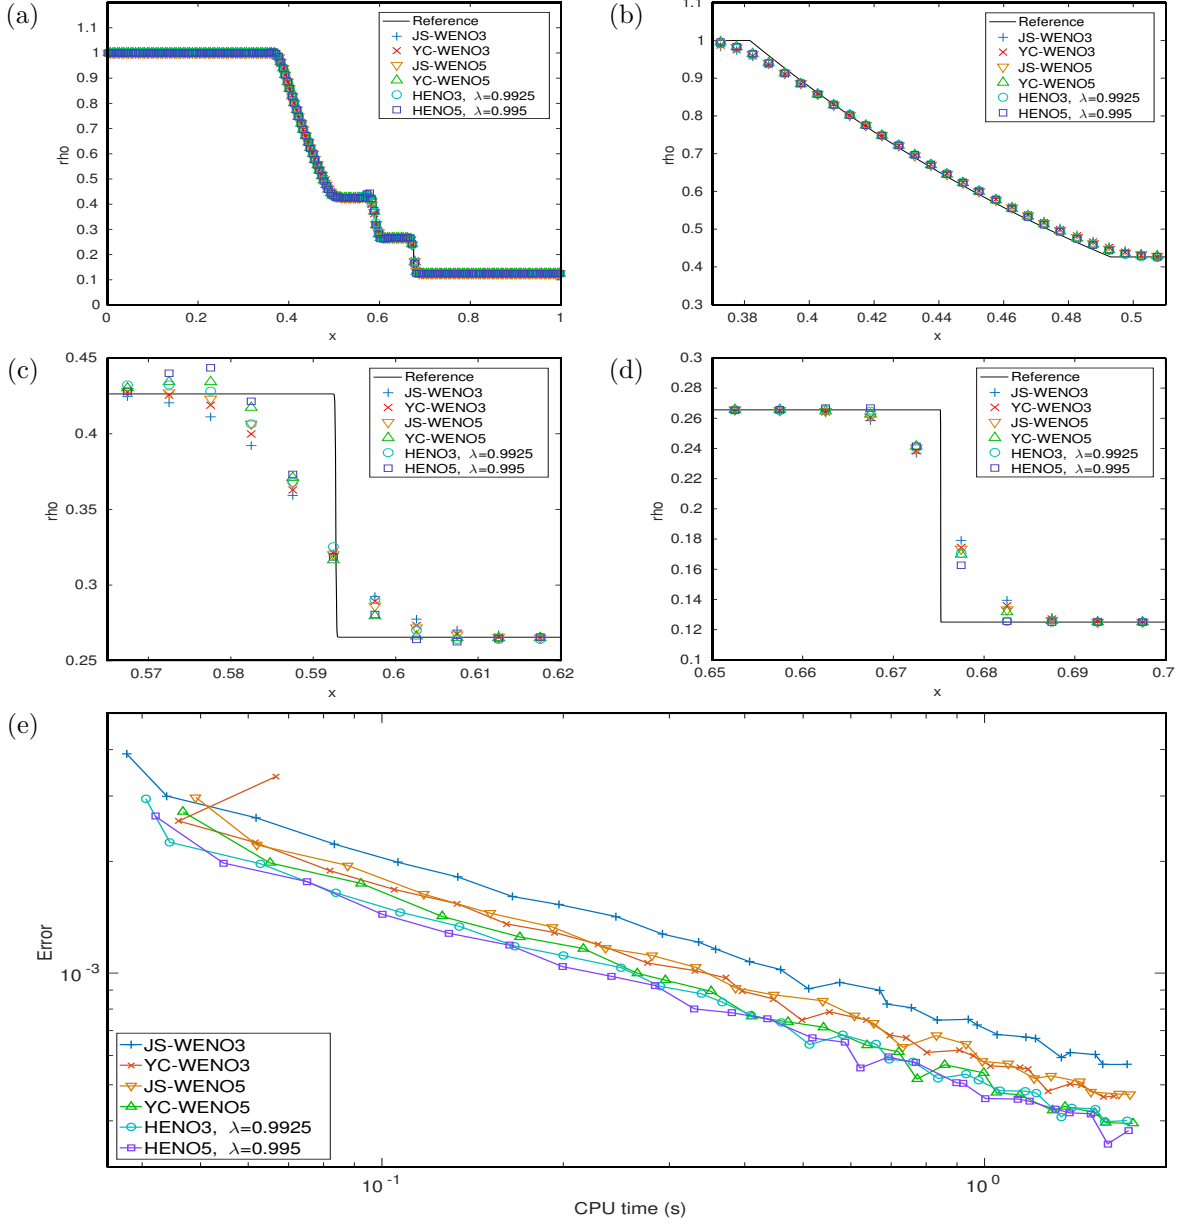 (a)
1.1
1
0.9
0.8
0.7
0.6
0.5
0.4
0.3
0.2
0.1
0
rho
0
0.2
0.4
0.6
0.8
1
x
Reference
JS-WENO3
YC-WENO3
JS-WENO5
YC-WENO5
HENO3, λ=0.9925
HENO5, λ=0.995
(b)
1.1
1
0.9
0.8
0.7
0.6
0.5
0.4
0.3
rho
0.38
0.4
0.42
0.44
0.46
0.48
0.5
x
Reference
JS-WENO3
YC-WENO3
JS-WENO5
YC-WENO5
HENO3, λ=0.9925
HENO5, λ=0.995
(c)
0.45
0.4
0.35
0.3
0.25
rho
0.57
0.58
0.59
0.6
0.61
0.62
x
Reference
JS-WENO3
YC-WENO3
JS-WENO5
YC-WENO5
HENO3, λ=0.9925
HENO5, λ=0.995
(d)
0.3
0.28
0.26
0.24
0.22
0.2
0.18
0.16
0.14
0.12
0.1
rho
0.65
0.66
0.67
0.68
0.69
0.7
x
Reference
JS-WENO3
YC-WENO3
JS-WENO5
YC-WENO5
HENO3, λ=0.9925
HENO5, λ=0.995
(e)
Error
10⁻³
JS-WENO3
YC-WENO3
JS-WENO5
YC-WENO5
HENO3, λ=0.9925
HENO5, λ=0.995
10⁻¹
10⁰
CPU time (s)